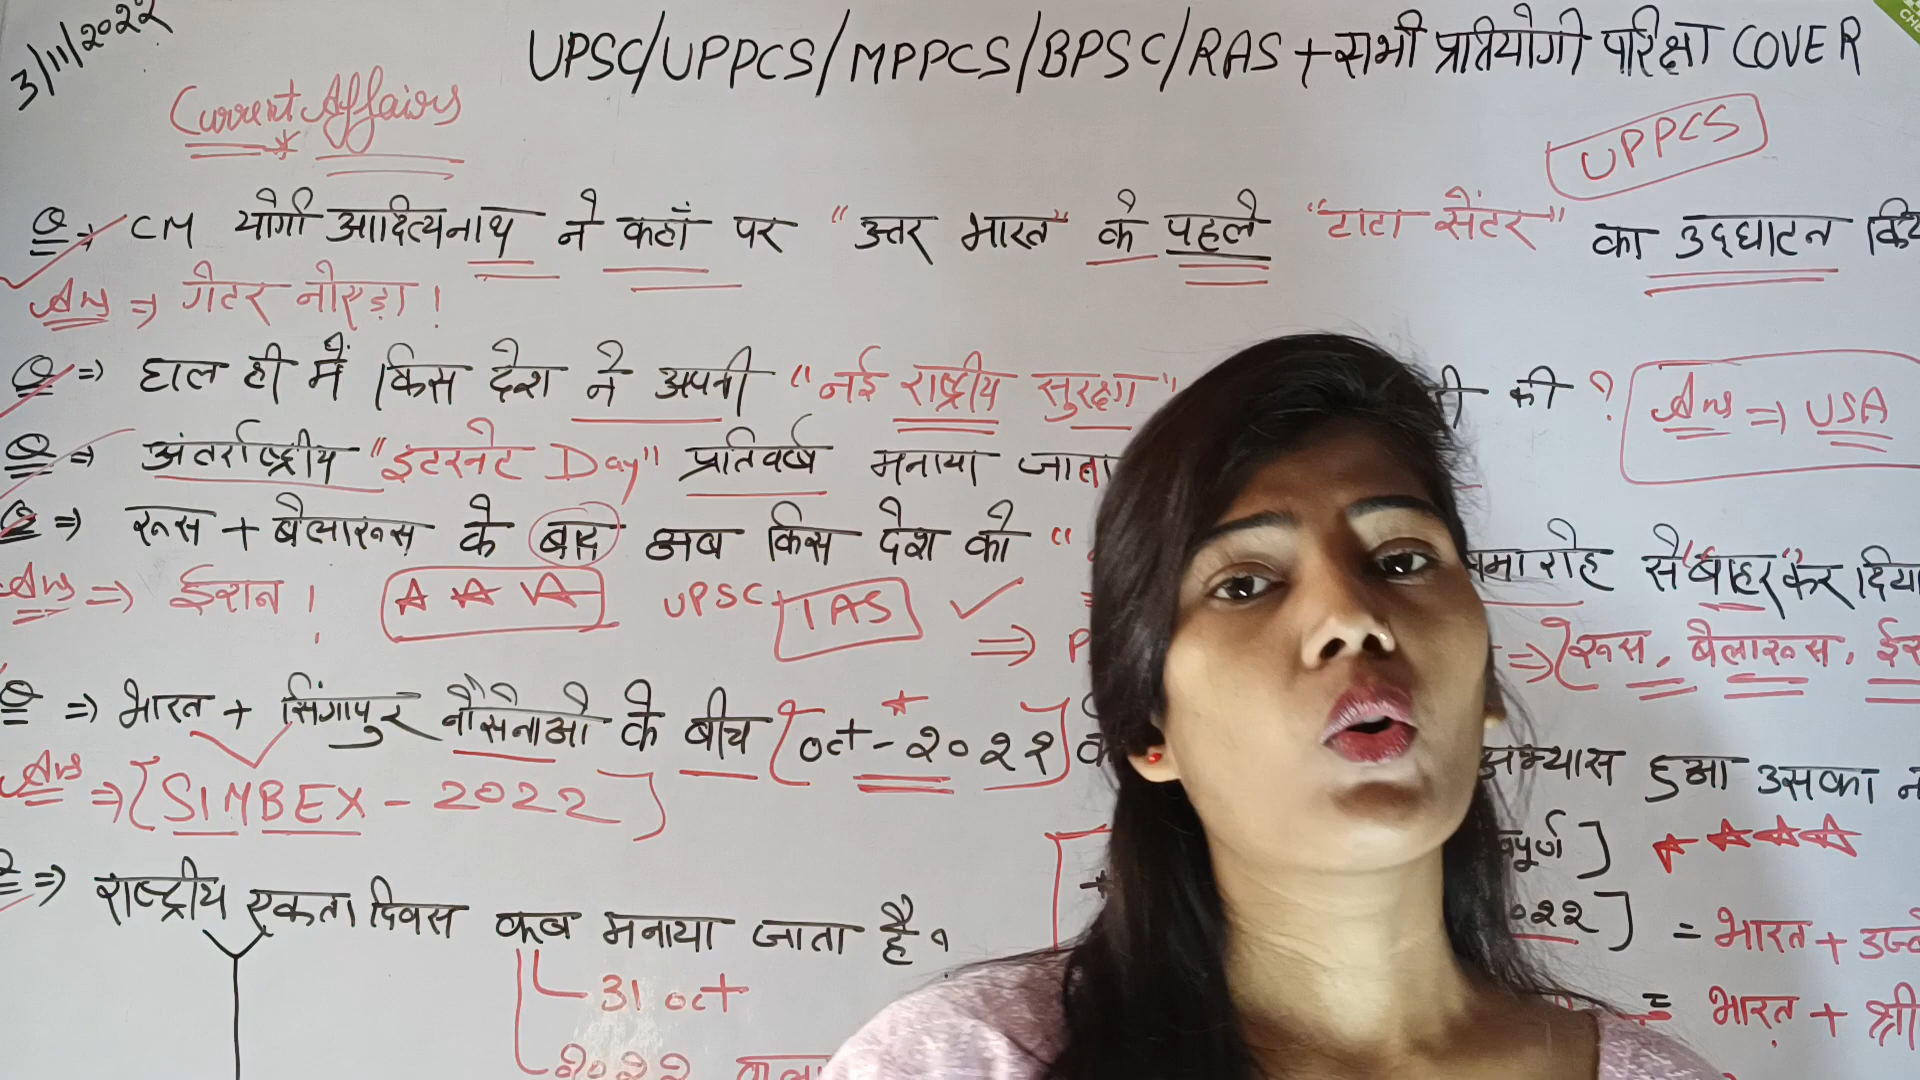 3/11/2022
UPSC/UPPCS/MPPCS/BPSC/RAS + सभी प्रतियोगी परिक्षा COVER
Current Affairs
UPPCS
Q. → CM योगी आदित्यनाथ ने कहाँ पर "उत्तर भारत" के पहले "टाटा सेंटर" का उद्घाटन
Ans ⇒ ग्रेटर नोएडा !
Q ⇒ हाल ही में किस देश ने अपनी "नई राष्ट्रीय सुरक्षा" की ? Ans ⇒ USA
Q ⇒ अंतर्राष्ट्रीय "इंटरनेट Day" प्रतिवर्ष मनाया जाता
Q ⇒ रूस + बेलारूस के बाद अब किस देश को " से "बाहर" कर दिया
Ans ⇒ ईरान ! UPSC IAS ⇒ ⇒ [रूस, बेलारूस,
Q ⇒ भारत + सिंगापुर नौसेनाओ के बीच [oct - 2022] अभ्यास हुआ उसका
Ans ⇒ [SIMBEX - 2022]
Q ⇒ राष्ट्रीय एकता दिवस कब मनाया जाता है ?
= भारत +
31 oct
= भारत +
2022